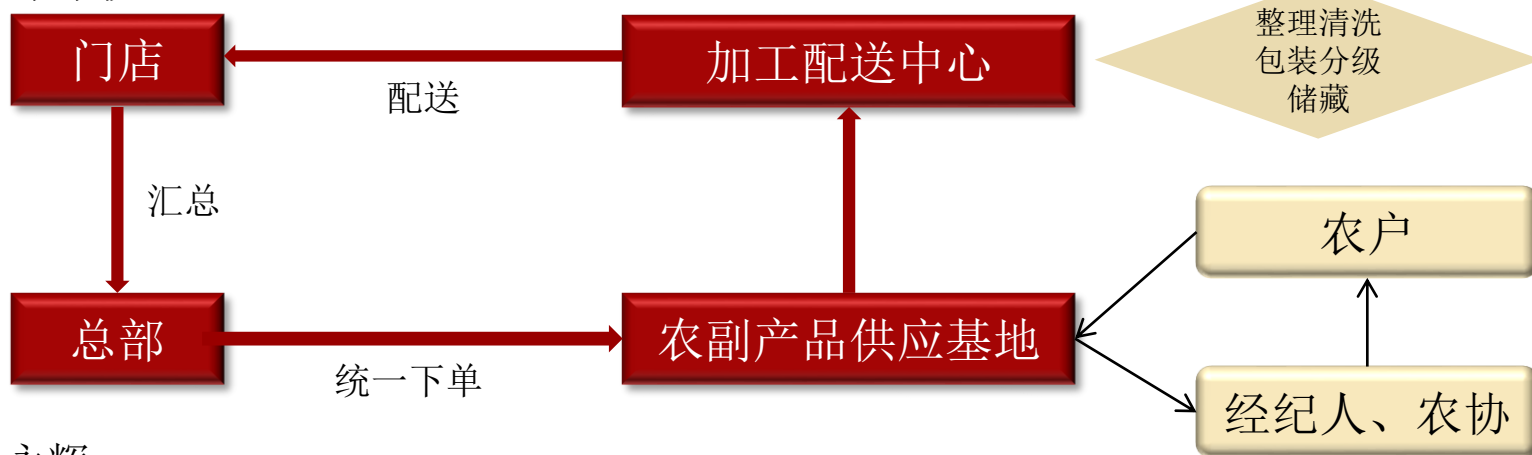 整理清洗
包装分级
储藏
门店
加工配送中心
配送
汇总
农户
总部
农副产品供应基地
统一下单
经纪人、农协